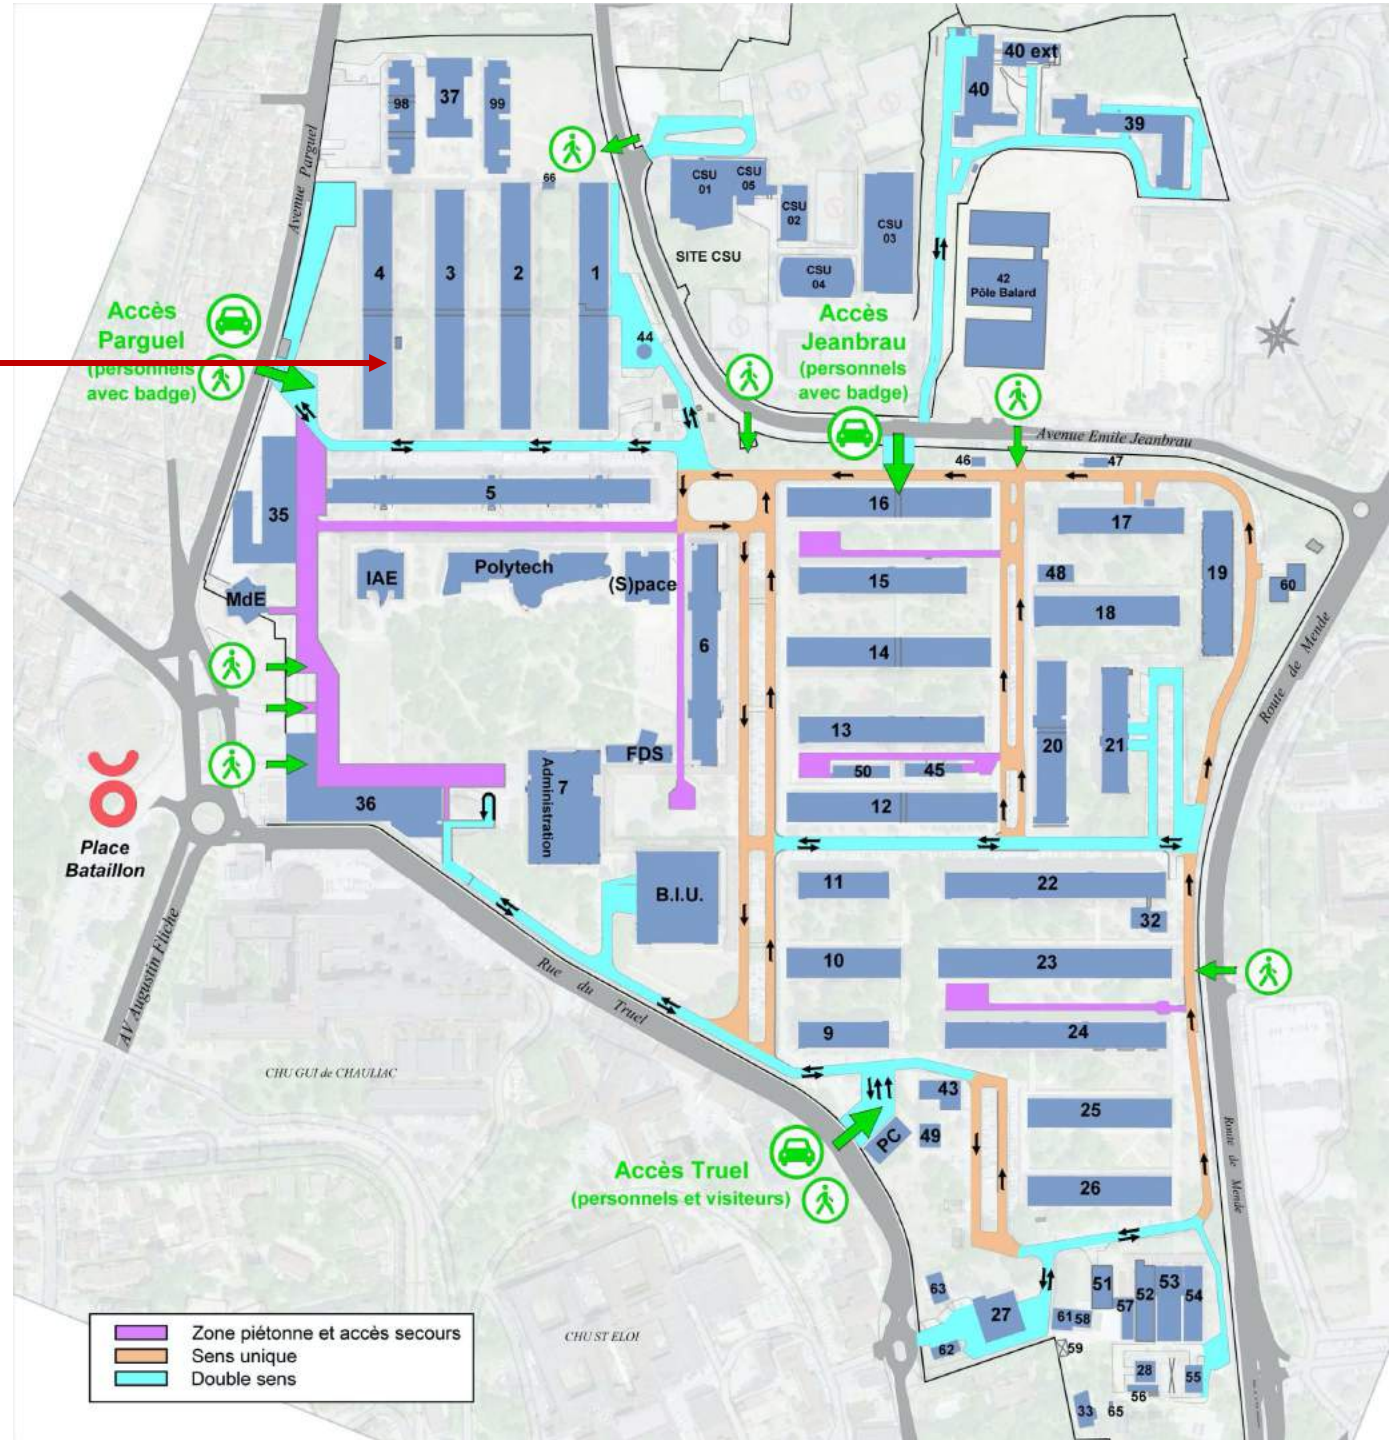 40 ext
40
98
37
99
39
Avenue Parguel
66
CSU
01
CSU
05
CSU
02
CSU
03
CSU
04
SITE CSU
4
3
2
1
42
Pôle Balard
Accès
Parguel
(personnels
avec badge)
44
Accès
Jeanbrau
(personnels
avec badge)
Avenue Emile Jeanbrau
46
47
5
35
16
17
19
IAE
Polytech
(S)pace
MdE
15
48
60
18
6
14
Route de Mende
13
20
21
FDS
7
Administration
50
45
36
12
Place
Bataillon
11
22
B.I.U.
32
AV Augustin Fliche
10
23
Rue du Truel
9
24
CHU GUI de CHAULIAC
43
25
PC
49
Route de Mende
Accès Truel
(personnels et visiteurs)
26
Route de Mende
63
27
51
52
53
54
57
61
58
62
59
CHU ST ELOI
28
55
56
33
65
Zone piétonne et accès secours
Sens unique
Double sens